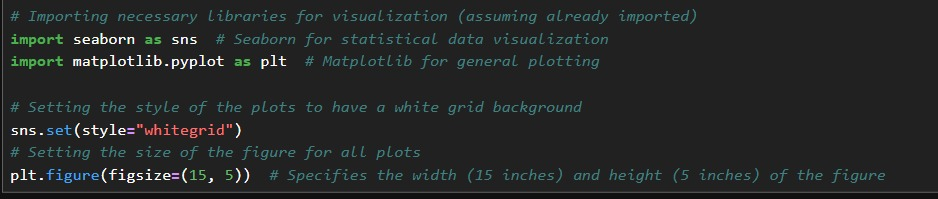 # Importing necessary libraries for visualization (assuming already imported)
import seaborn as sns  # Seaborn for statistical data visualization
import matplotlib.pyplot as plt  # Matplotlib for general plotting
# Setting the style of the plots to have a white grid background
sns.set(style="whitegrid")
# Setting the size of the figure for all plots
plt.figure(figsize=(15, 5))  # Specifies the width (15 inches) and height (5 inches) of the figure